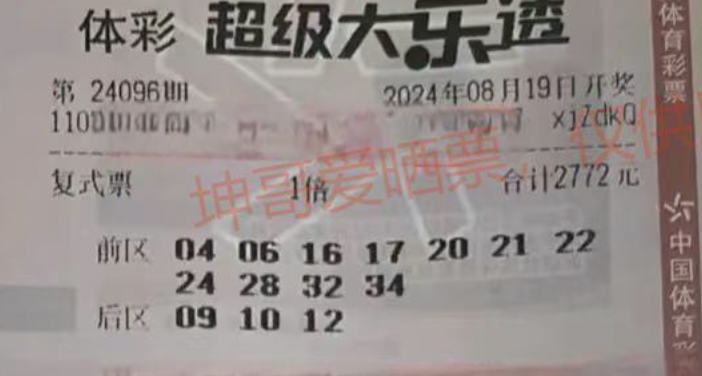 体彩 超级大乐透
第 24096期 2024年08月19日开奖
110 xjZdkQ
复式票 1倍 合计2772元
前区 04 06 16 17 20 21 22
24 28 32 34
后区 09 10 12
坤哥爱晒票，仅供
体育彩票
中国体育